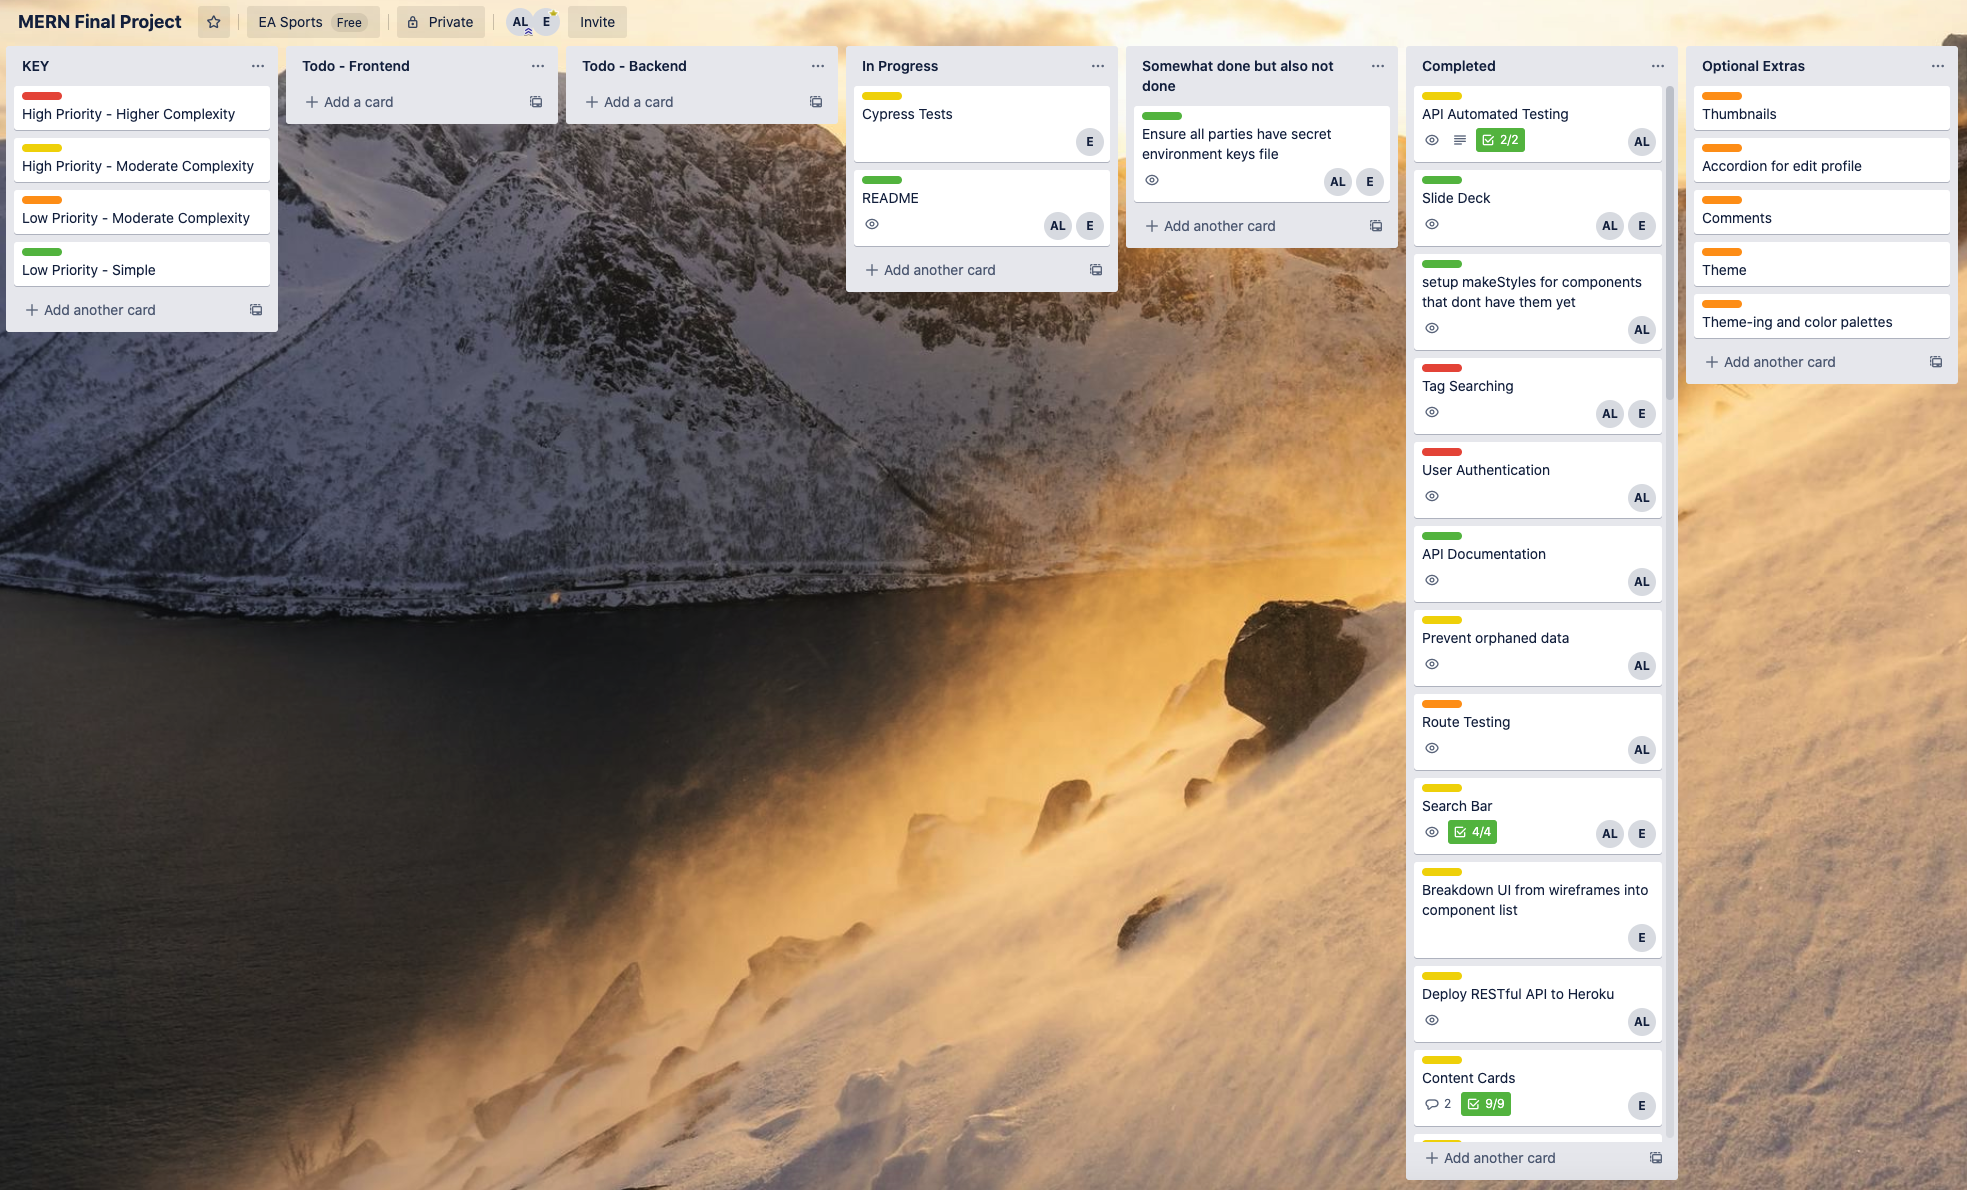 MERN Final Project
EA Sports Free
Private
AL E
Invite
KEY
High Priority - Higher Complexity
High Priority - Moderate Complexity
Low Priority - Moderate Complexity
Low Priority - Simple
Add another card
Todo - Frontend
Add a card
Todo - Backend
Add a card
In Progress
Cypress Tests
E
README
AL E
Add another card
Somewhat done but also not
done
Ensure all parties have secret
environment keys file
AL E
Add another card
Completed
API Automated Testing
2/2 AL
Slide Deck
AL E
setup makeStyles for components
that dont have them yet
AL
Tag Searching
AL E
User Authentication
AL
API Documentation
AL
Prevent orphaned data
AL
Route Testing
AL
Search Bar
4/4 AL E
Breakdown UI from wireframes into
component list
E
Deploy RESTful API to Heroku
AL
Content Cards
2 9/9 E
Add another card
Optional Extras
Thumbnails
Accordion for edit profile
Comments
Theme
Theme-ing and color palettes
Add another card